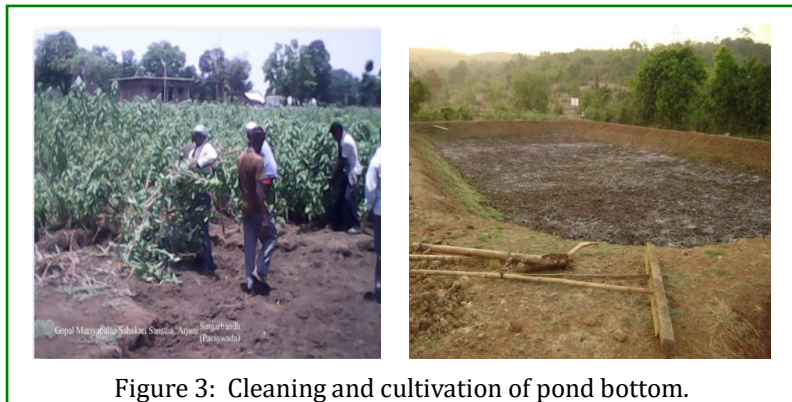 Gopal Matsyapalan Sahakari Sanstha, Arjuni
Singarbandh
(Paraswada)
Figure 3: Cleaning and cultivation of pond bottom.